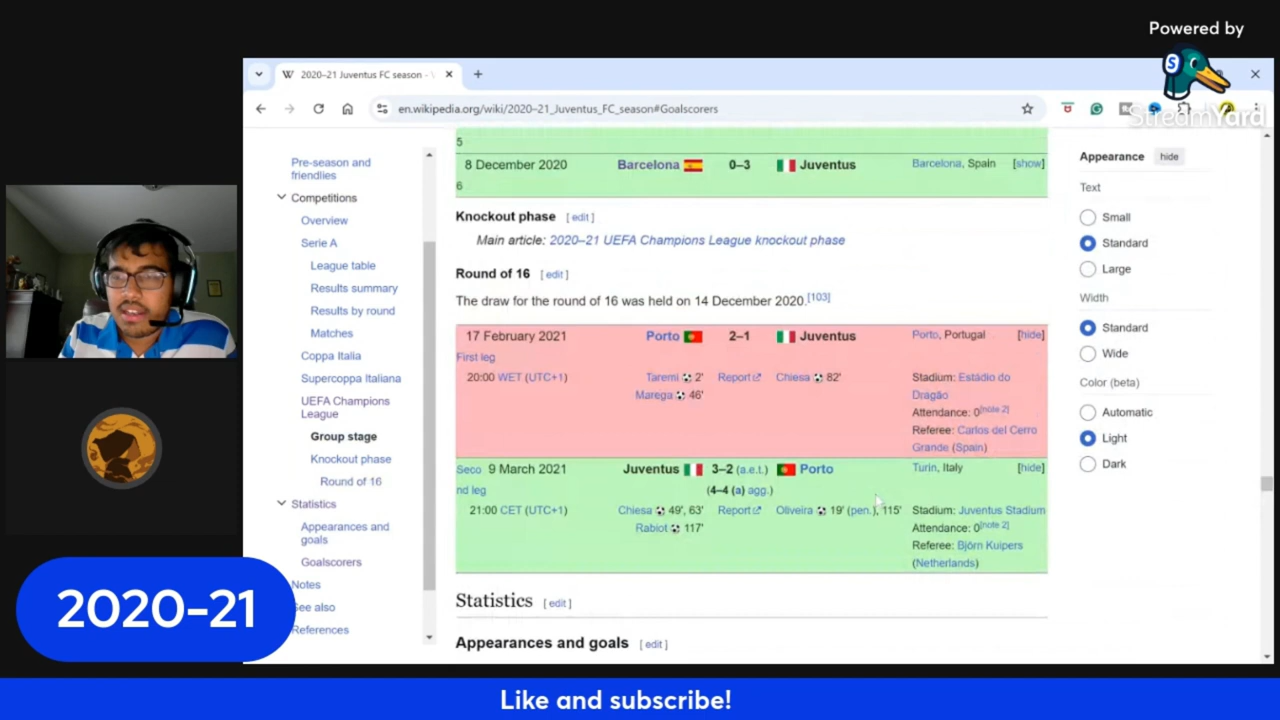 Powered by
StreamYard
2020–21 Juventus FC season -
en.wikipedia.org/wiki/2020–21_Juventus_FC_season#Goalscorers
Pre-season and
friendlies
Competitions
Overview
Serie A
League table
Results summary
Results by round
Matches
Coppa Italia
Supercoppa Italiana
UEFA Champions
League
Group stage
Knockout phase
Round of 16
Statistics
Appearances and
goals
Goalscorers
Notes
See also
References
5
8 December 2020 Barcelona 0–3 Juventus Barcelona, Spain [show]
6
Knockout phase [ edit ]
Main article: 2020–21 UEFA Champions League knockout phase
Round of 16 [ edit ]
The draw for the round of 16 was held on 14 December 2020.[103]
17 February 2021 Porto 2–1 Juventus Porto, Portugal [hide]
First leg
20:00 WET (UTC+1) Taremi 2' Report Chiesa 82' Stadium: Estádio do
Marega 46' Dragão
Attendance: 0[note 2]
Referee: Carlos del Cerro
Grande (Spain)
Seco 9 March 2021 Juventus 3–2 (a.e.t.) Porto Turin, Italy [hide]
nd leg (4–4 (a) agg.)
21:00 CET (UTC+1) Chiesa 49', 63' Report Oliveira 19' (pen.), 115' Stadium: Juventus Stadium
Rabiot 117' Attendance: 0[note 2]
Referee: Björn Kuipers
(Netherlands)
Statistics [ edit ]
Appearances and goals [ edit ]
Appearance hide
Text
Small
Standard
Large
Width
Standard
Wide
Color (beta)
Automatic
Light
Dark
2020-21
Like and subscribe!